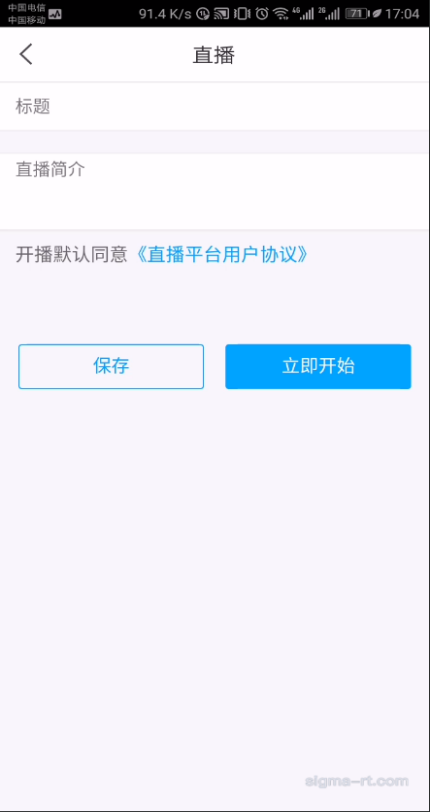 中国电信
中国移动
91.4 K/s
4G
2G
71
17:04
直播
标题
直播简介
开播默认同意《直播平台用户协议》
保存
立即开始
sigma-rt.com